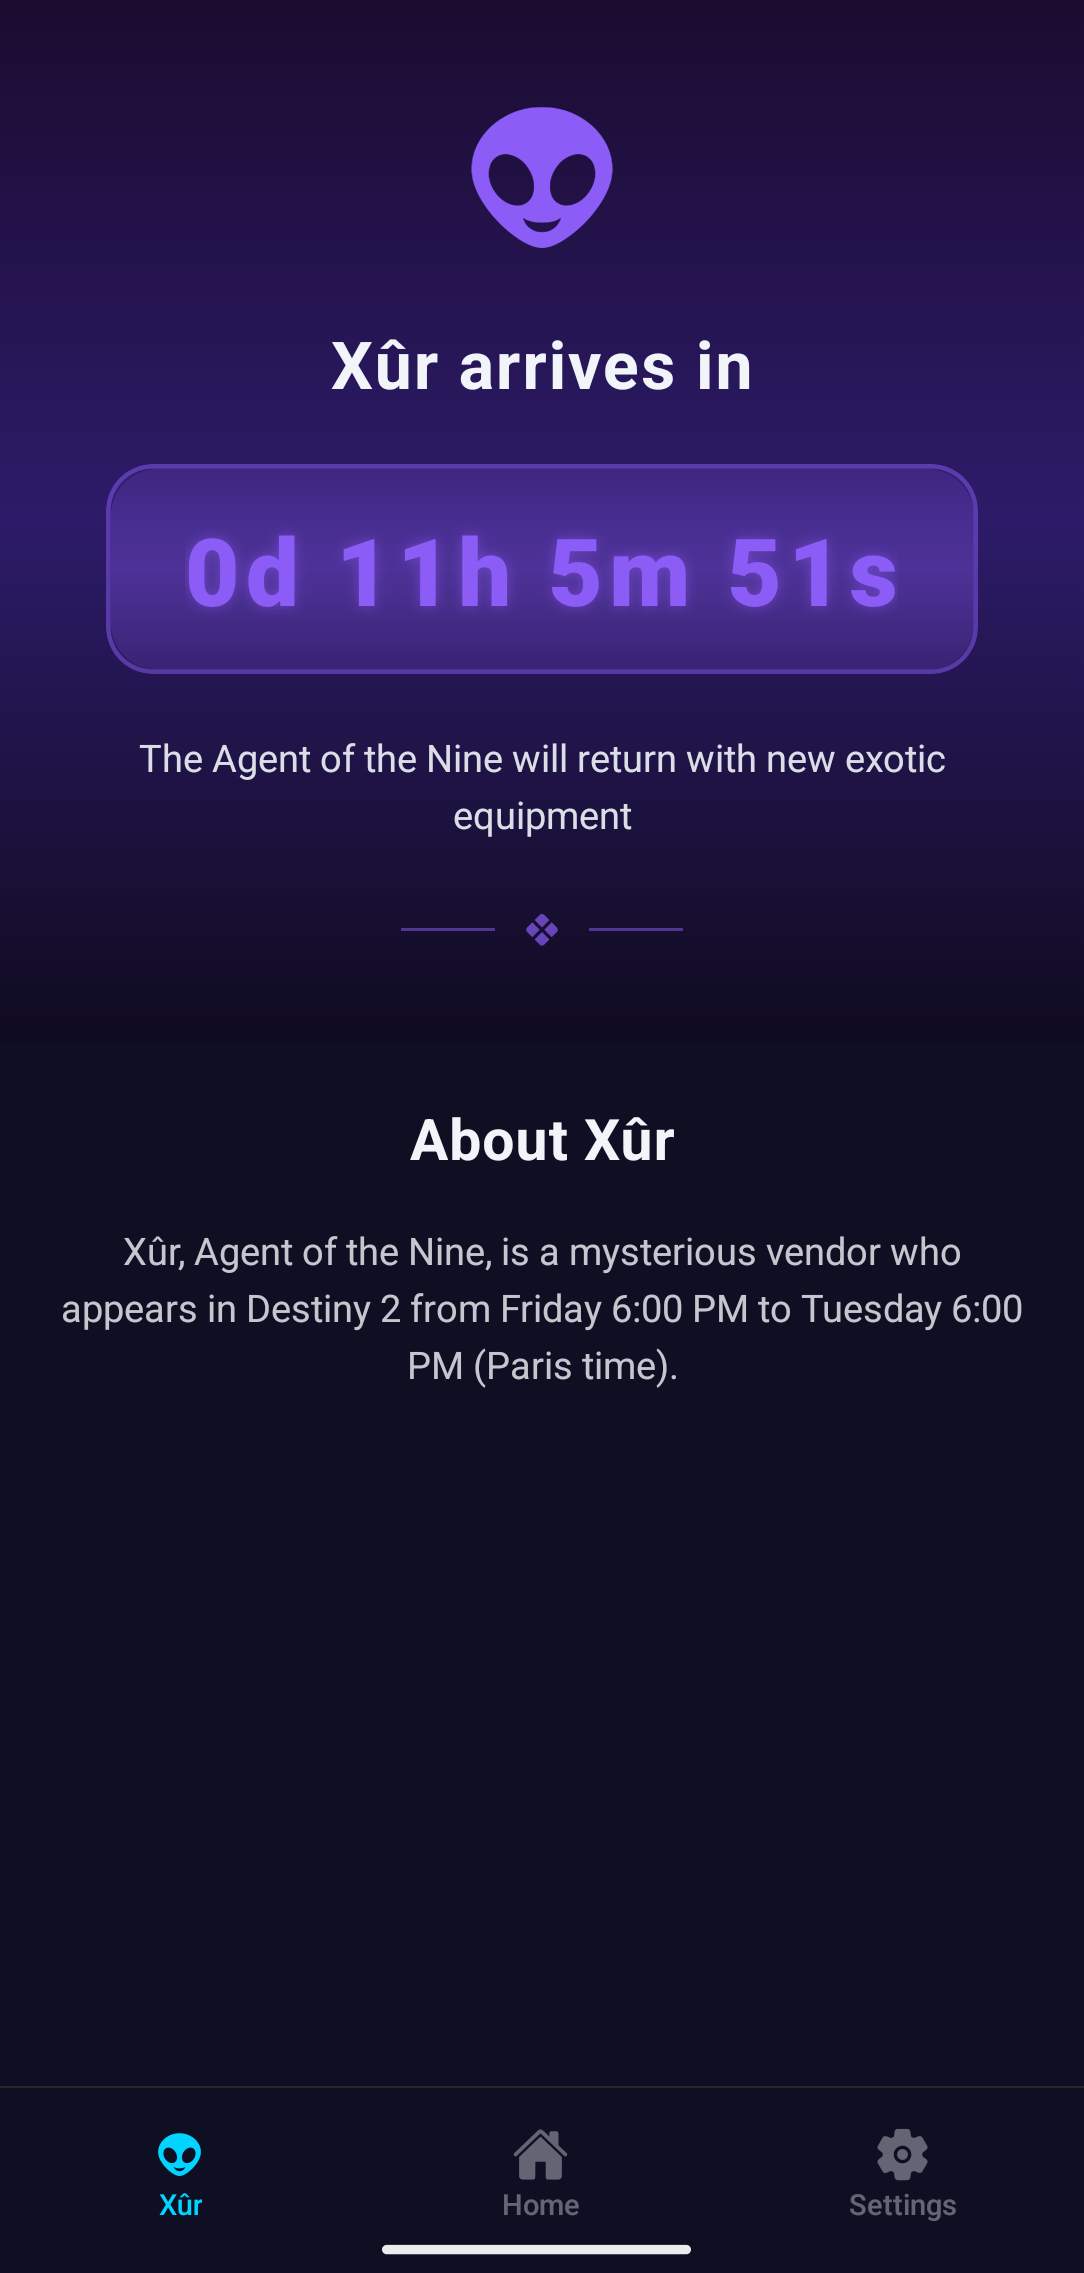 Xûr arrives in
0d 11h 5m 51s
The Agent of the Nine will return with new exotic
equipment
About Xûr
Xûr, Agent of the Nine, is a mysterious vendor who
appears in Destiny 2 from Friday 6:00 PM to Tuesday 6:00
PM (Paris time).
Xûr
Home
Settings